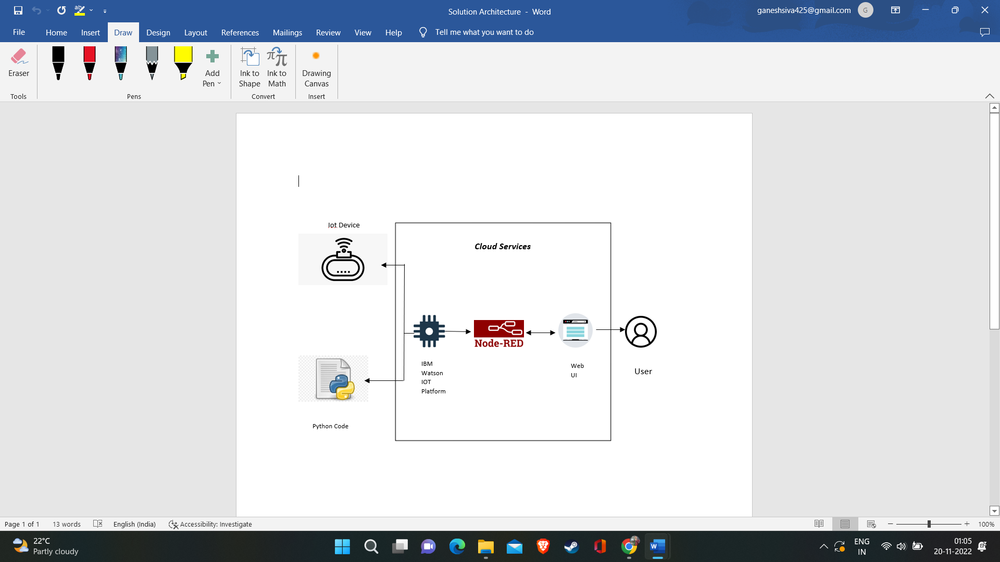 Solution Architecture - Word
ganeshsiva425@gmail.com
G
File
Home
Insert
Draw
Design
Layout
References
Mailings
Review
View
Help
Tell me what you want to do
Eraser
Add
Pen
Ink to
Shape
Ink to
Math
Drawing
Canvas
Tools
Pens
Convert
Insert
Iot Device
Cloud Services
Node-RED
IBM
Watson
IOT
Platform
Web
UI
User
Python Code
Page 1 of 1
13 words
English (India)
Accessibility: Investigate
100%
22°C
Partly cloudy
ENG
IN
01:05
20-11-2022